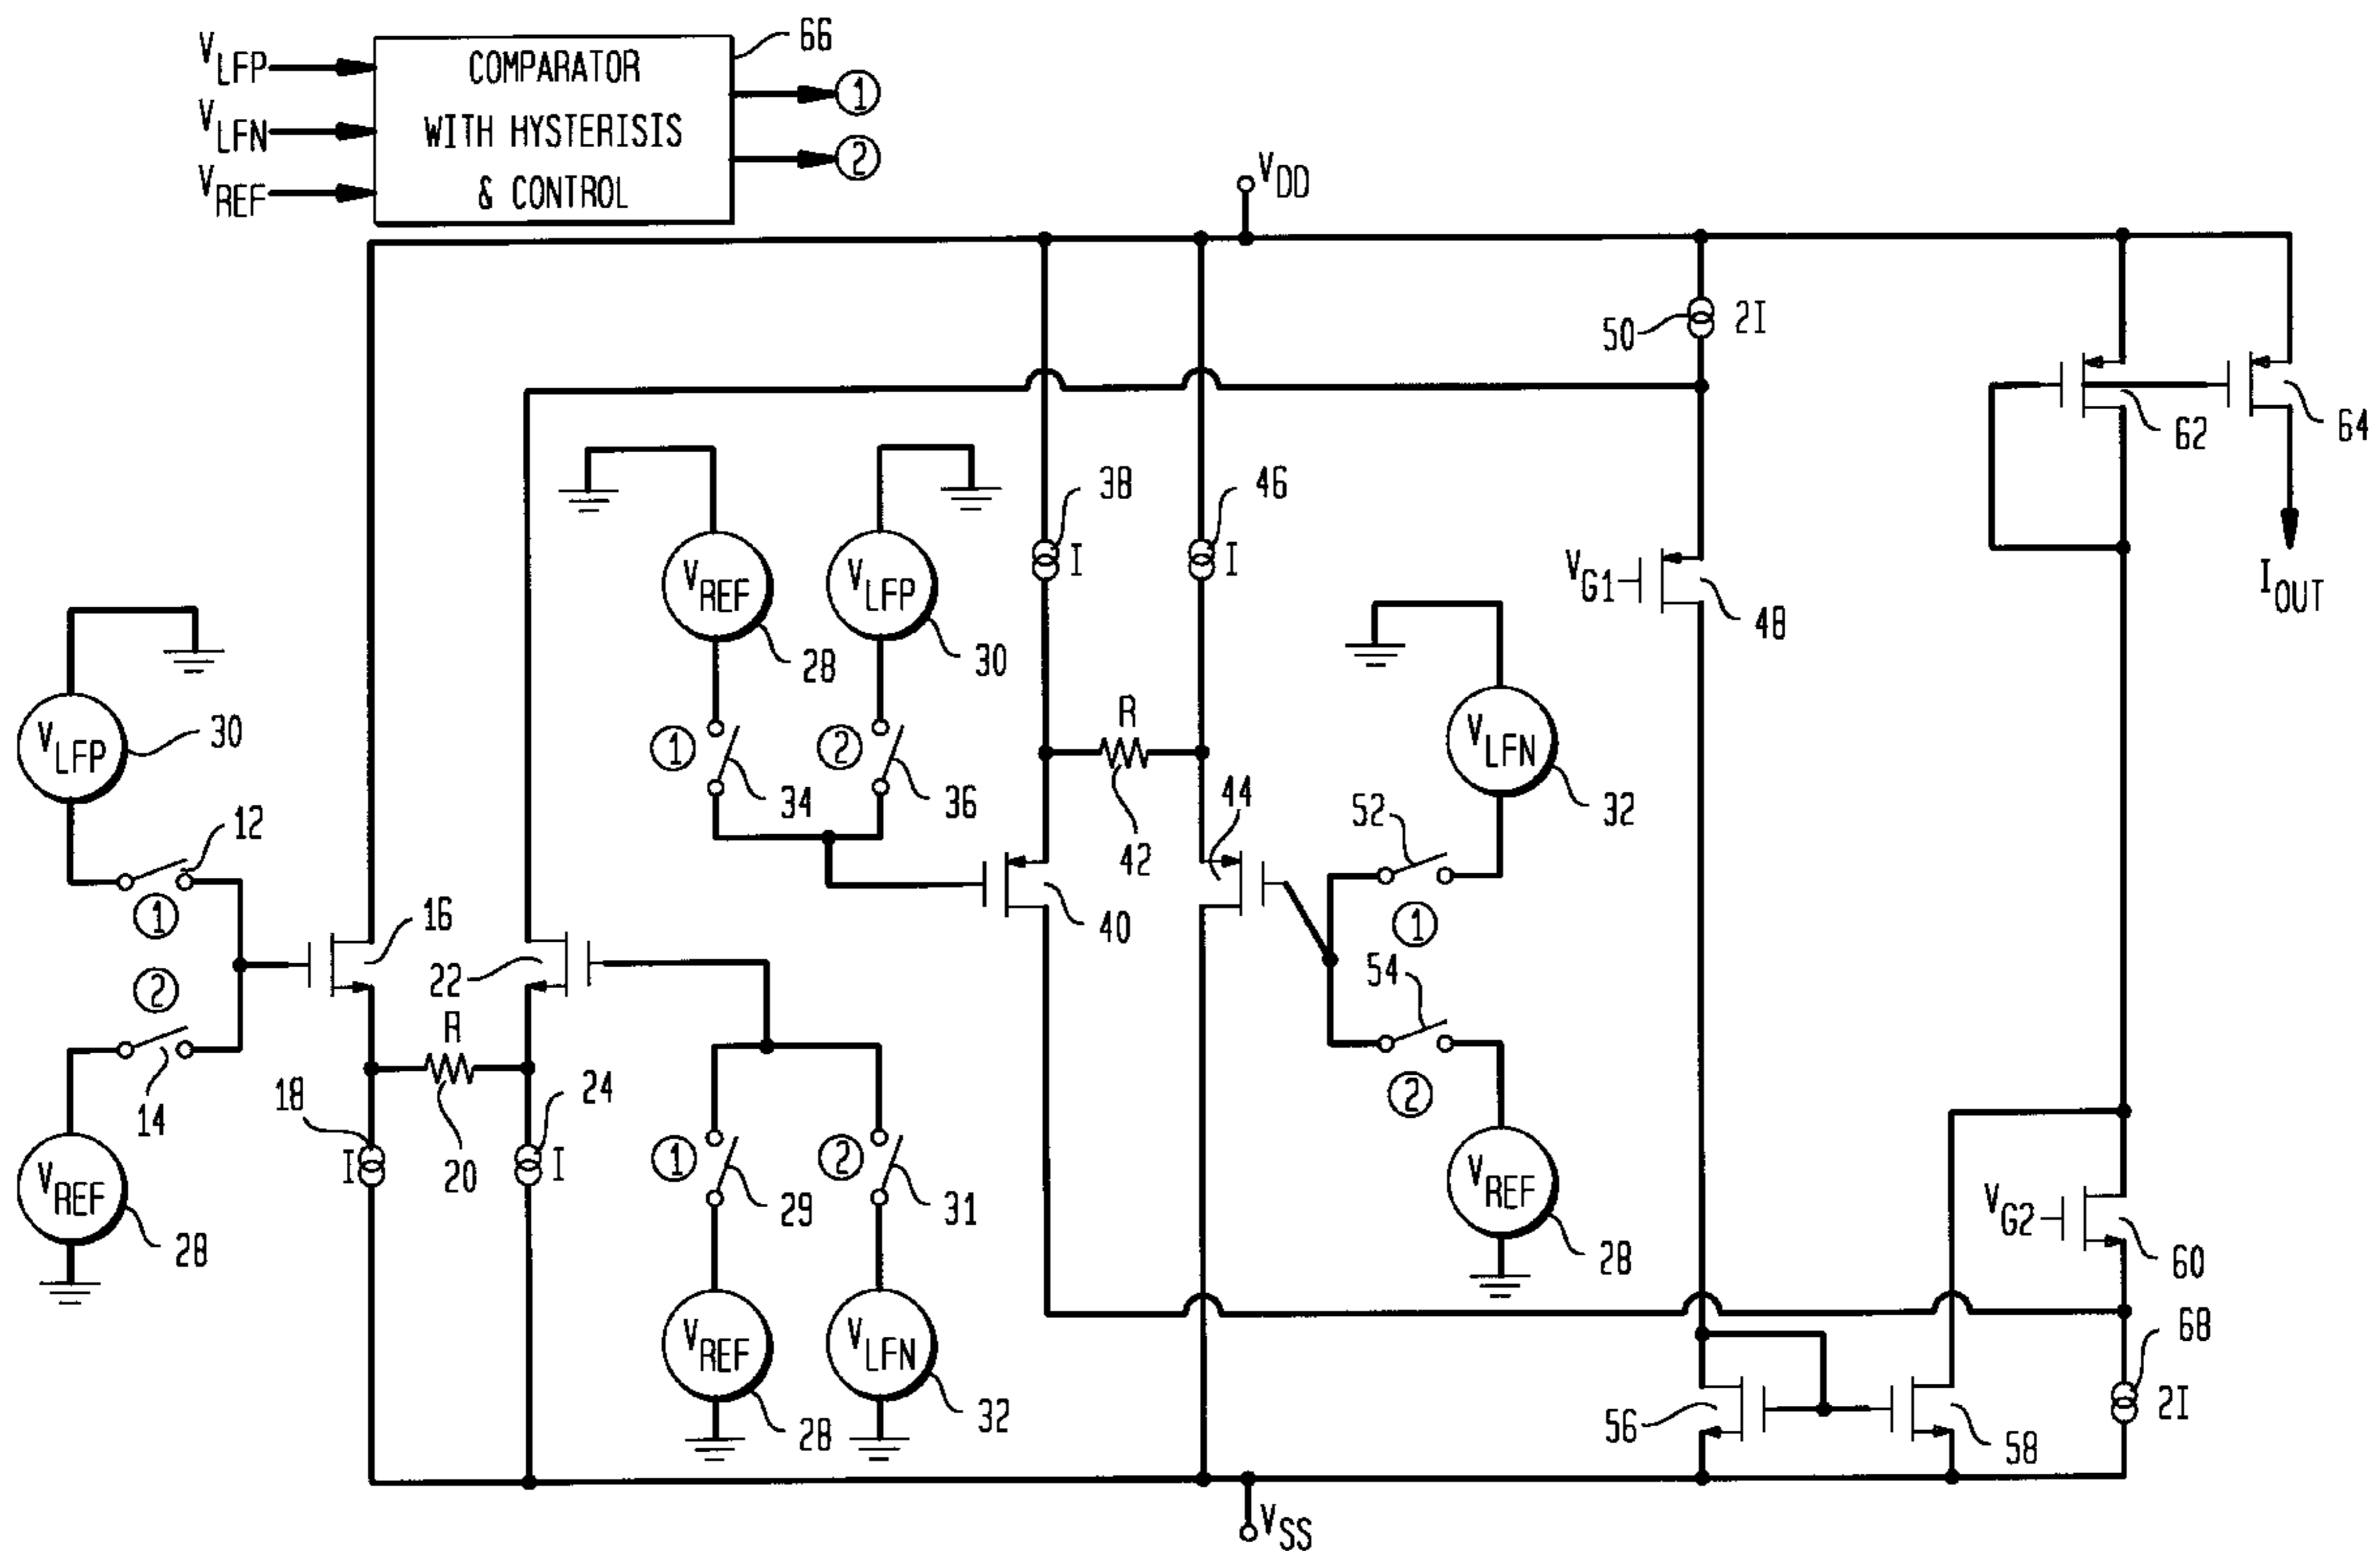 66
VLFP
COMPARATOR
①
VLFN
WITH HYSTERISIS
②
VREF
& CONTROL
VDD
50
2I
62
64
38
46
VREF
VLFP
I
I
VG1
48
IOUT
28
30
VLFP
30
R
VLFN
①
②
34
36
42
44
32
52
12
①
①
16
40
54
②
22
R
14
18
24
②
I
I
20
①
②
29
31
VREF
28
VREF
28
VG2
60
VREF
VLFN
68
2I
28
32
56
58
VSS